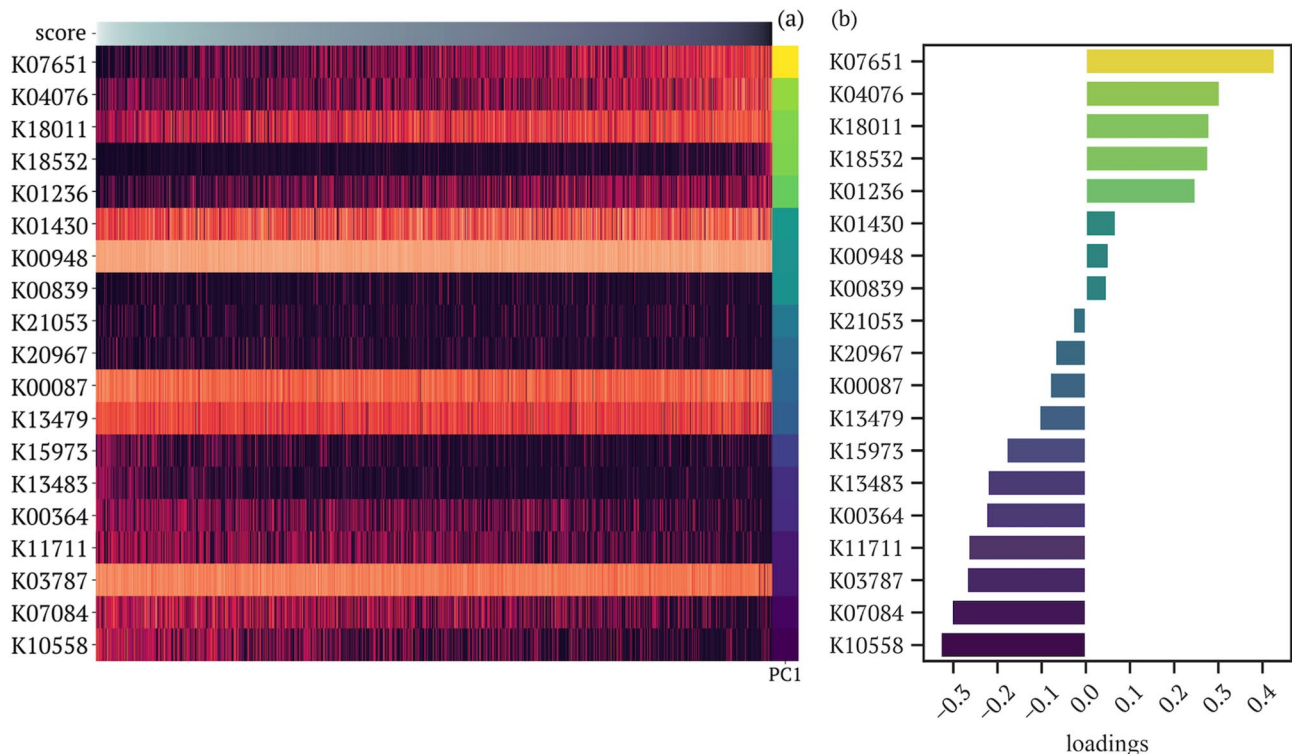 (a)
score
K07651
K04076
K18011
K18532
K01236
K01430
K00948
K00839
K21053
K20967
K00087
K13479
K15973
K13483
K00364
K11711
K03787
K07084
K10558
PC1
(b)
K07651
K04076
K18011
K18532
K01236
K01430
K00948
K00839
K21053
K20967
K00087
K13479
K15973
K13483
K00364
K11711
K03787
K07084
K10558
−0.3
−0.2
−0.1
0.0
0.1
0.2
0.3
0.4
loadings